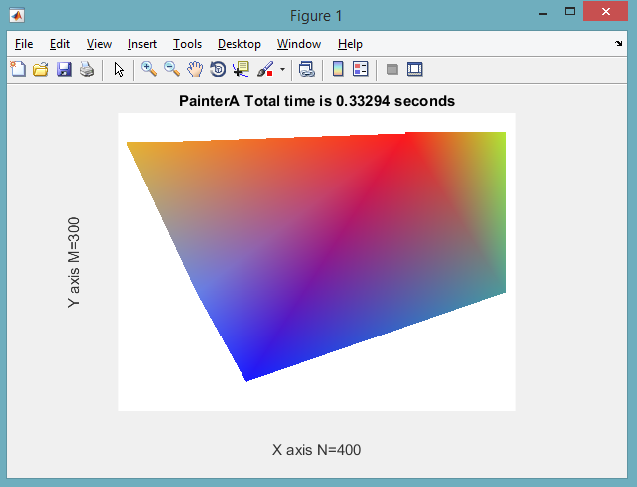 Figure 1
File Edit View Insert Tools Desktop Window Help
PainterA Total time is 0.33294 seconds
Y axis M=300
X axis N=400